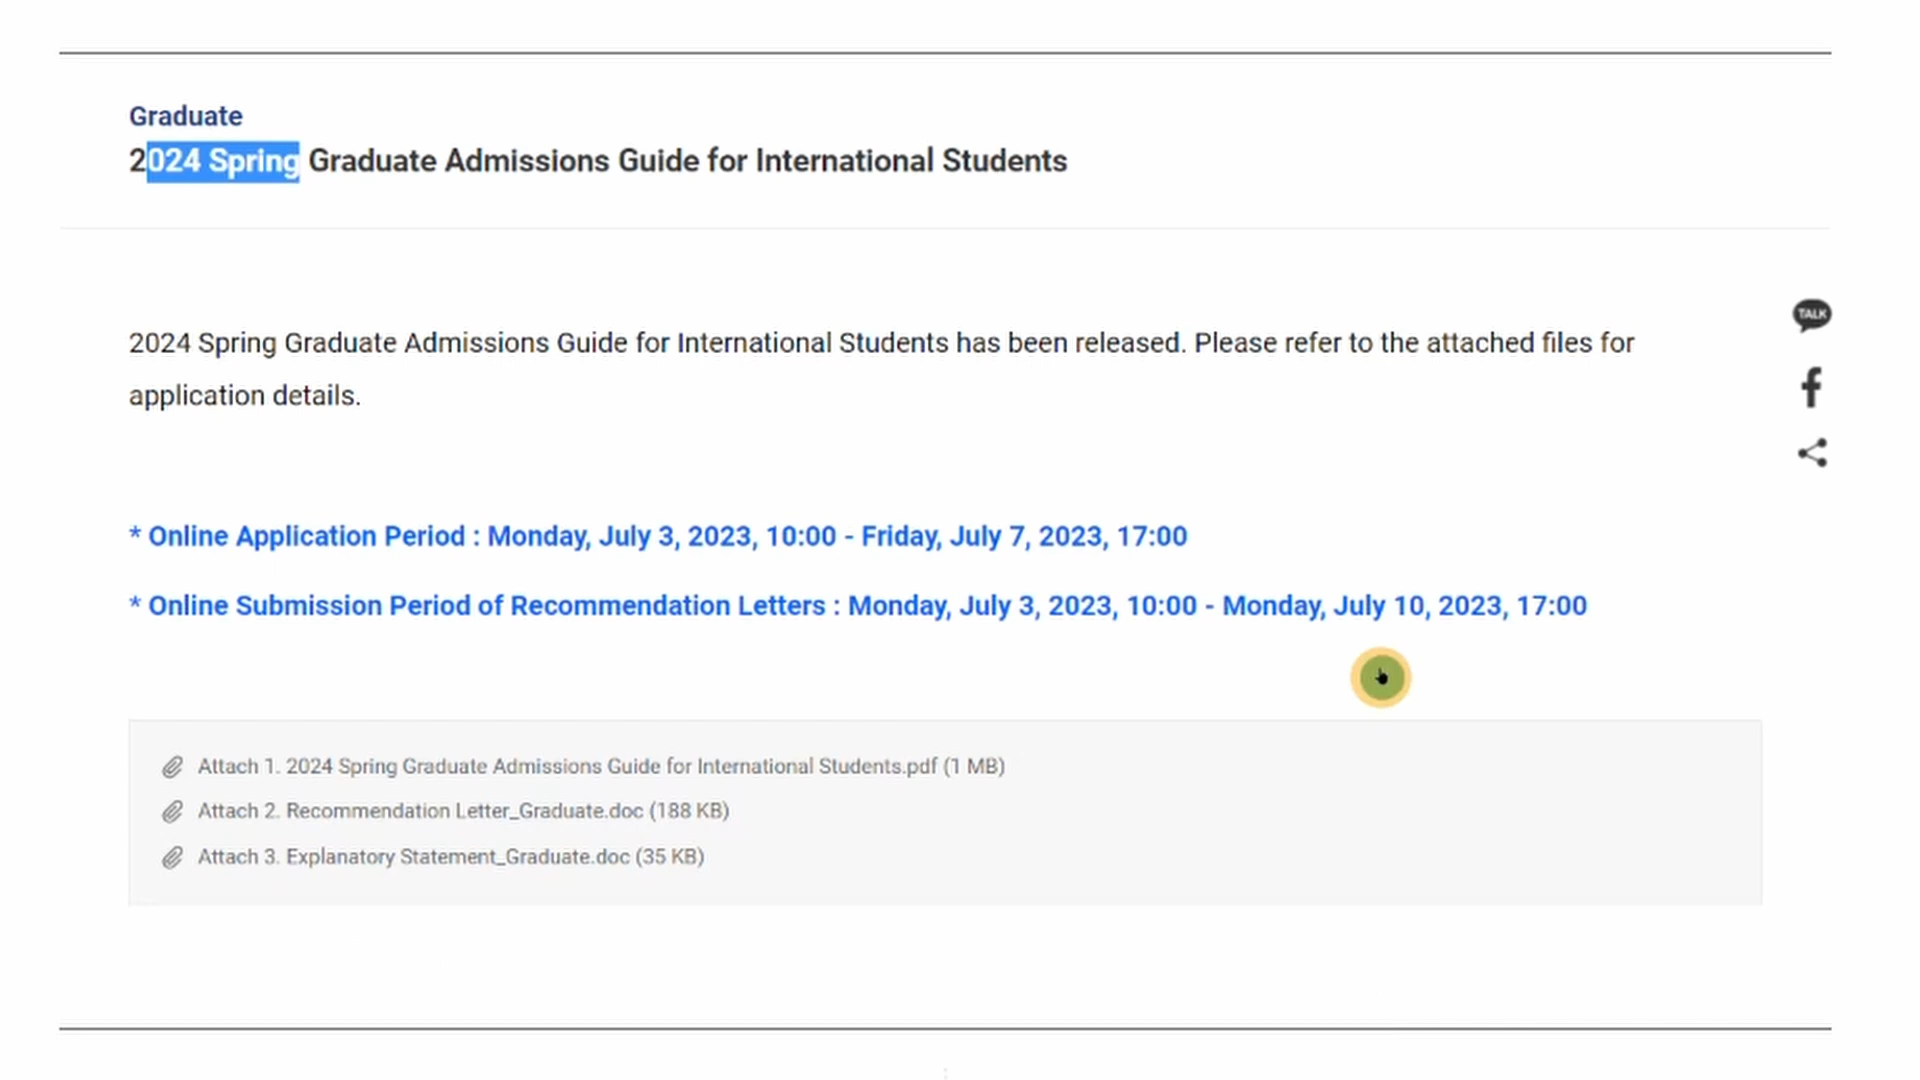 Graduate
2024 Spring Graduate Admissions Guide for International Students
2024 Spring Graduate Admissions Guide for International Students has been released. Please refer to the attached files for
application details.
TALK
* Online Application Period : Monday, July 3, 2023, 10:00 - Friday, July 7, 2023, 17:00
* Online Submission Period of Recommendation Letters : Monday, July 3, 2023, 10:00 - Monday, July 10, 2023, 17:00
Attach 1. 2024 Spring Graduate Admissions Guide for International Students.pdf (1 MB)
Attach 2. Recommendation Letter_Graduate.doc (188 KB)
Attach 3. Explanatory Statement_Graduate.doc (35 KB)